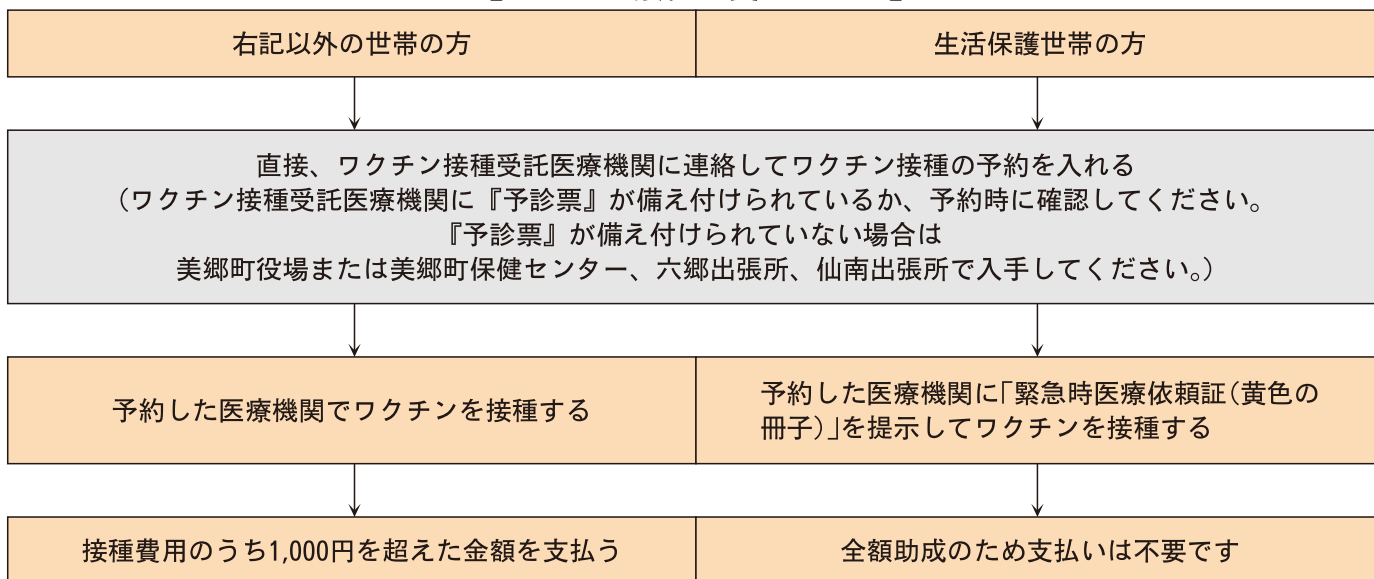 右記以外の世帯の方
生活保護世帯の方
直接、ワクチン接種受託医療機関に連絡してワクチン接種の予約を入れる
(ワクチン接種受託医療機関に『予診票』が備え付けられているか、予約時に確認してください。
『予診票』が備え付けられていない場合は
美郷町役場または美郷町保健センター、六郷出張所、仙南出張所で入手してください。)
予約した医療機関でワクチンを接種する
予約した医療機関に「緊急時医療依頼証(黄色の
冊子)」を提示してワクチンを接種する
接種費用のうち1,000円を超えた金額を支払う
全額助成のため支払いは不要です